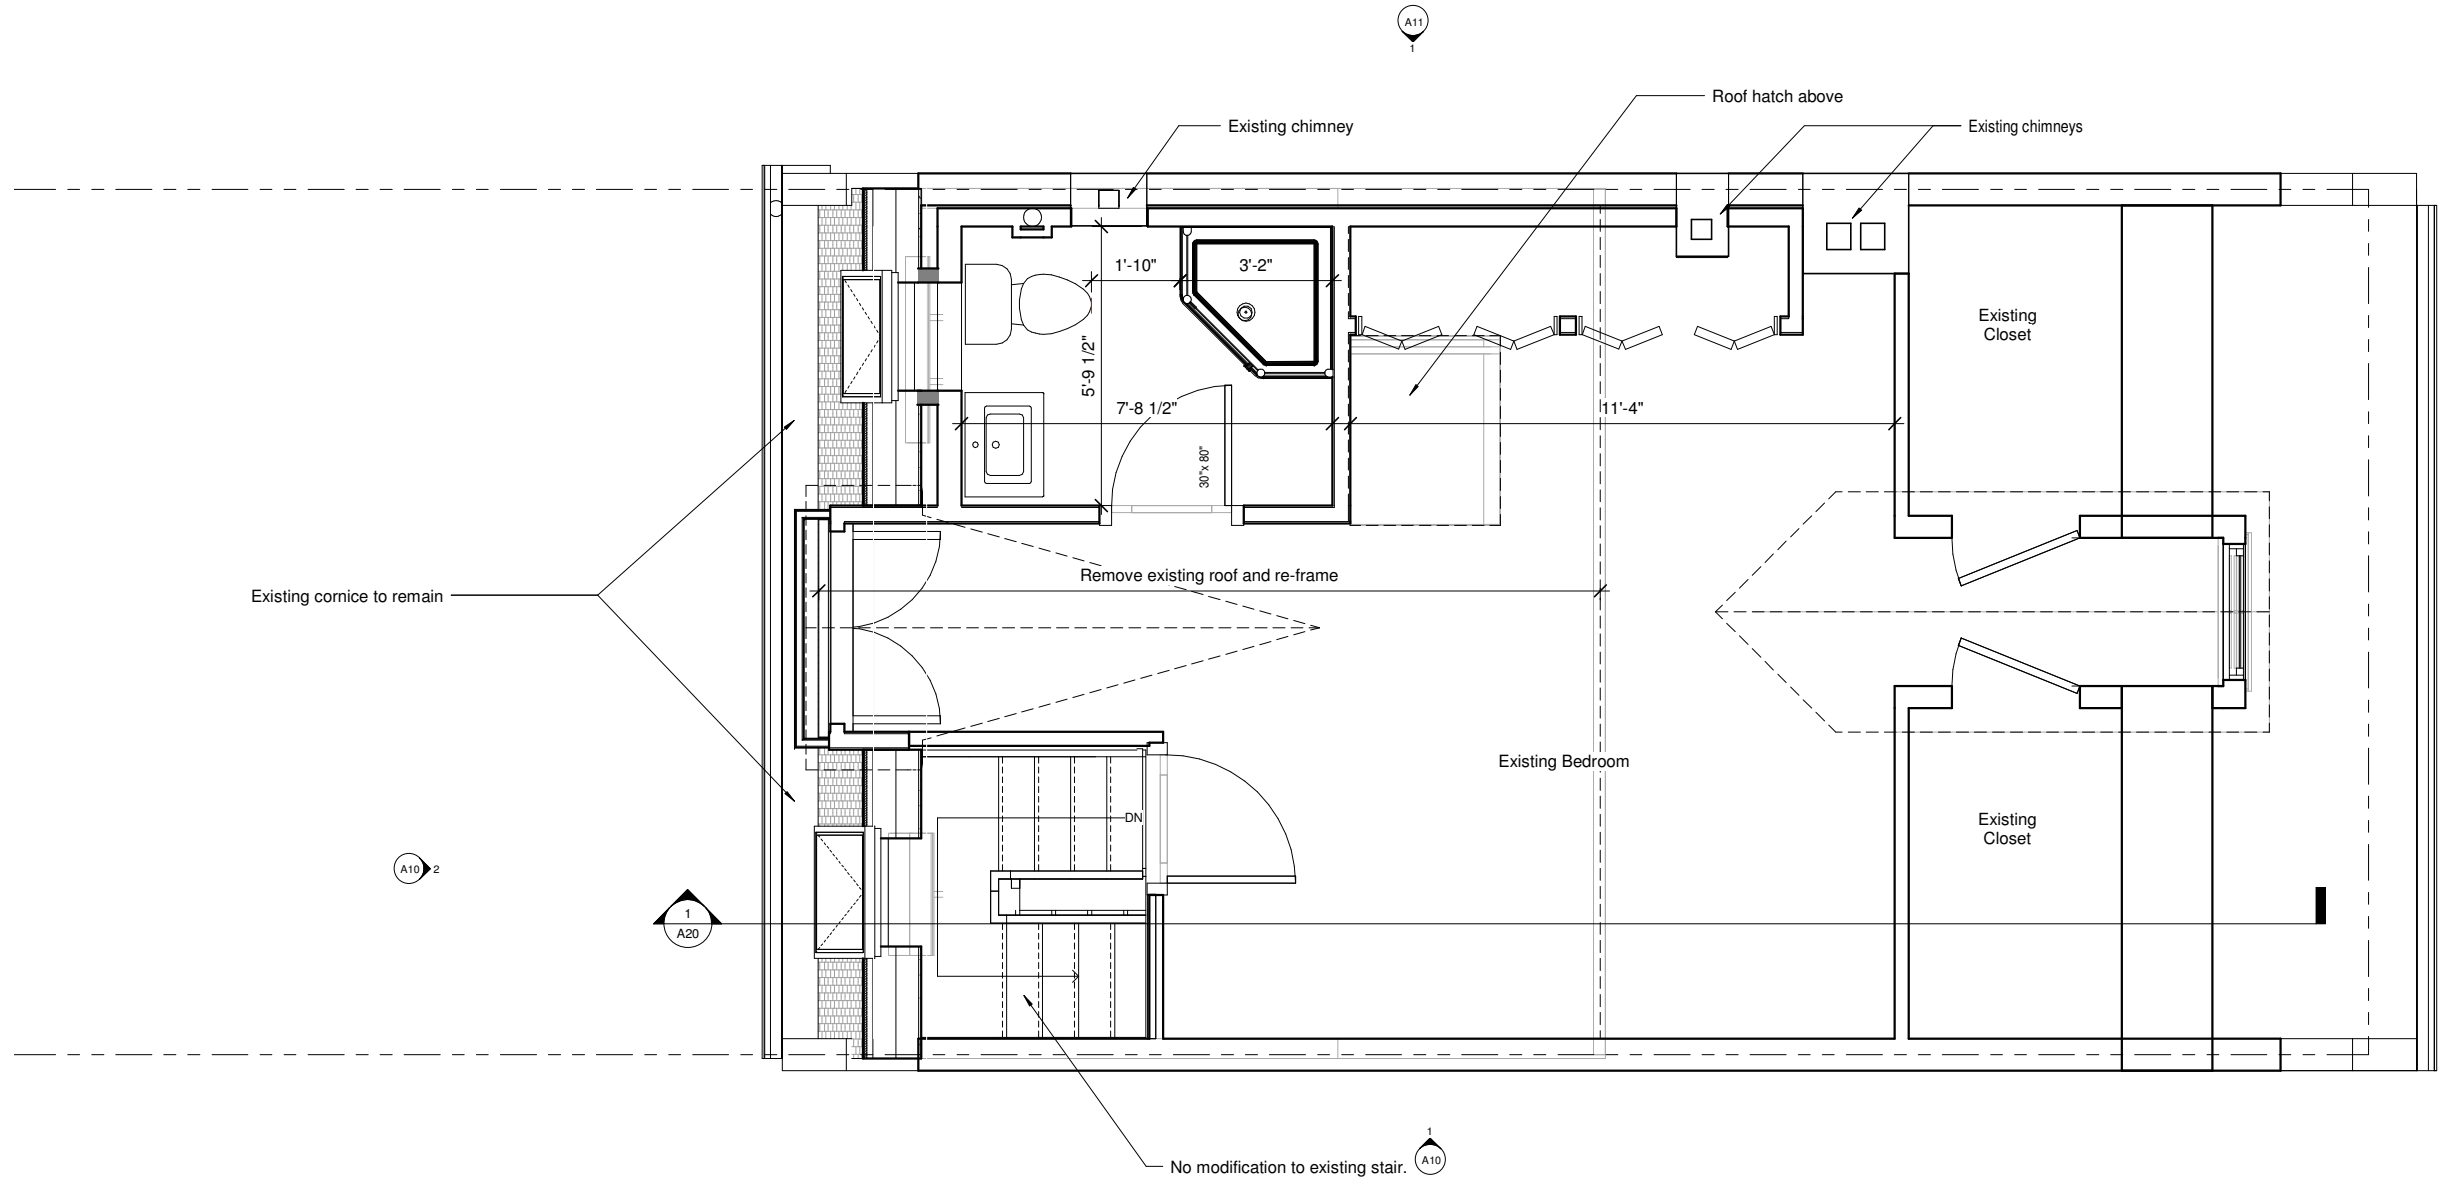 A11
1
Roof hatch above
Existing chimney
Existing chimneys
1'-10"
3'-2"
Existing
Closet
5'-9 1/2"
7'-8 1/2"
11'-4"
30"x 80"
Remove existing roof and re-frame
Existing cornice to remain
Existing Bedroom
DN
Existing
Closet
A10
2
1
A20
1
A10
No modification to existing stair.